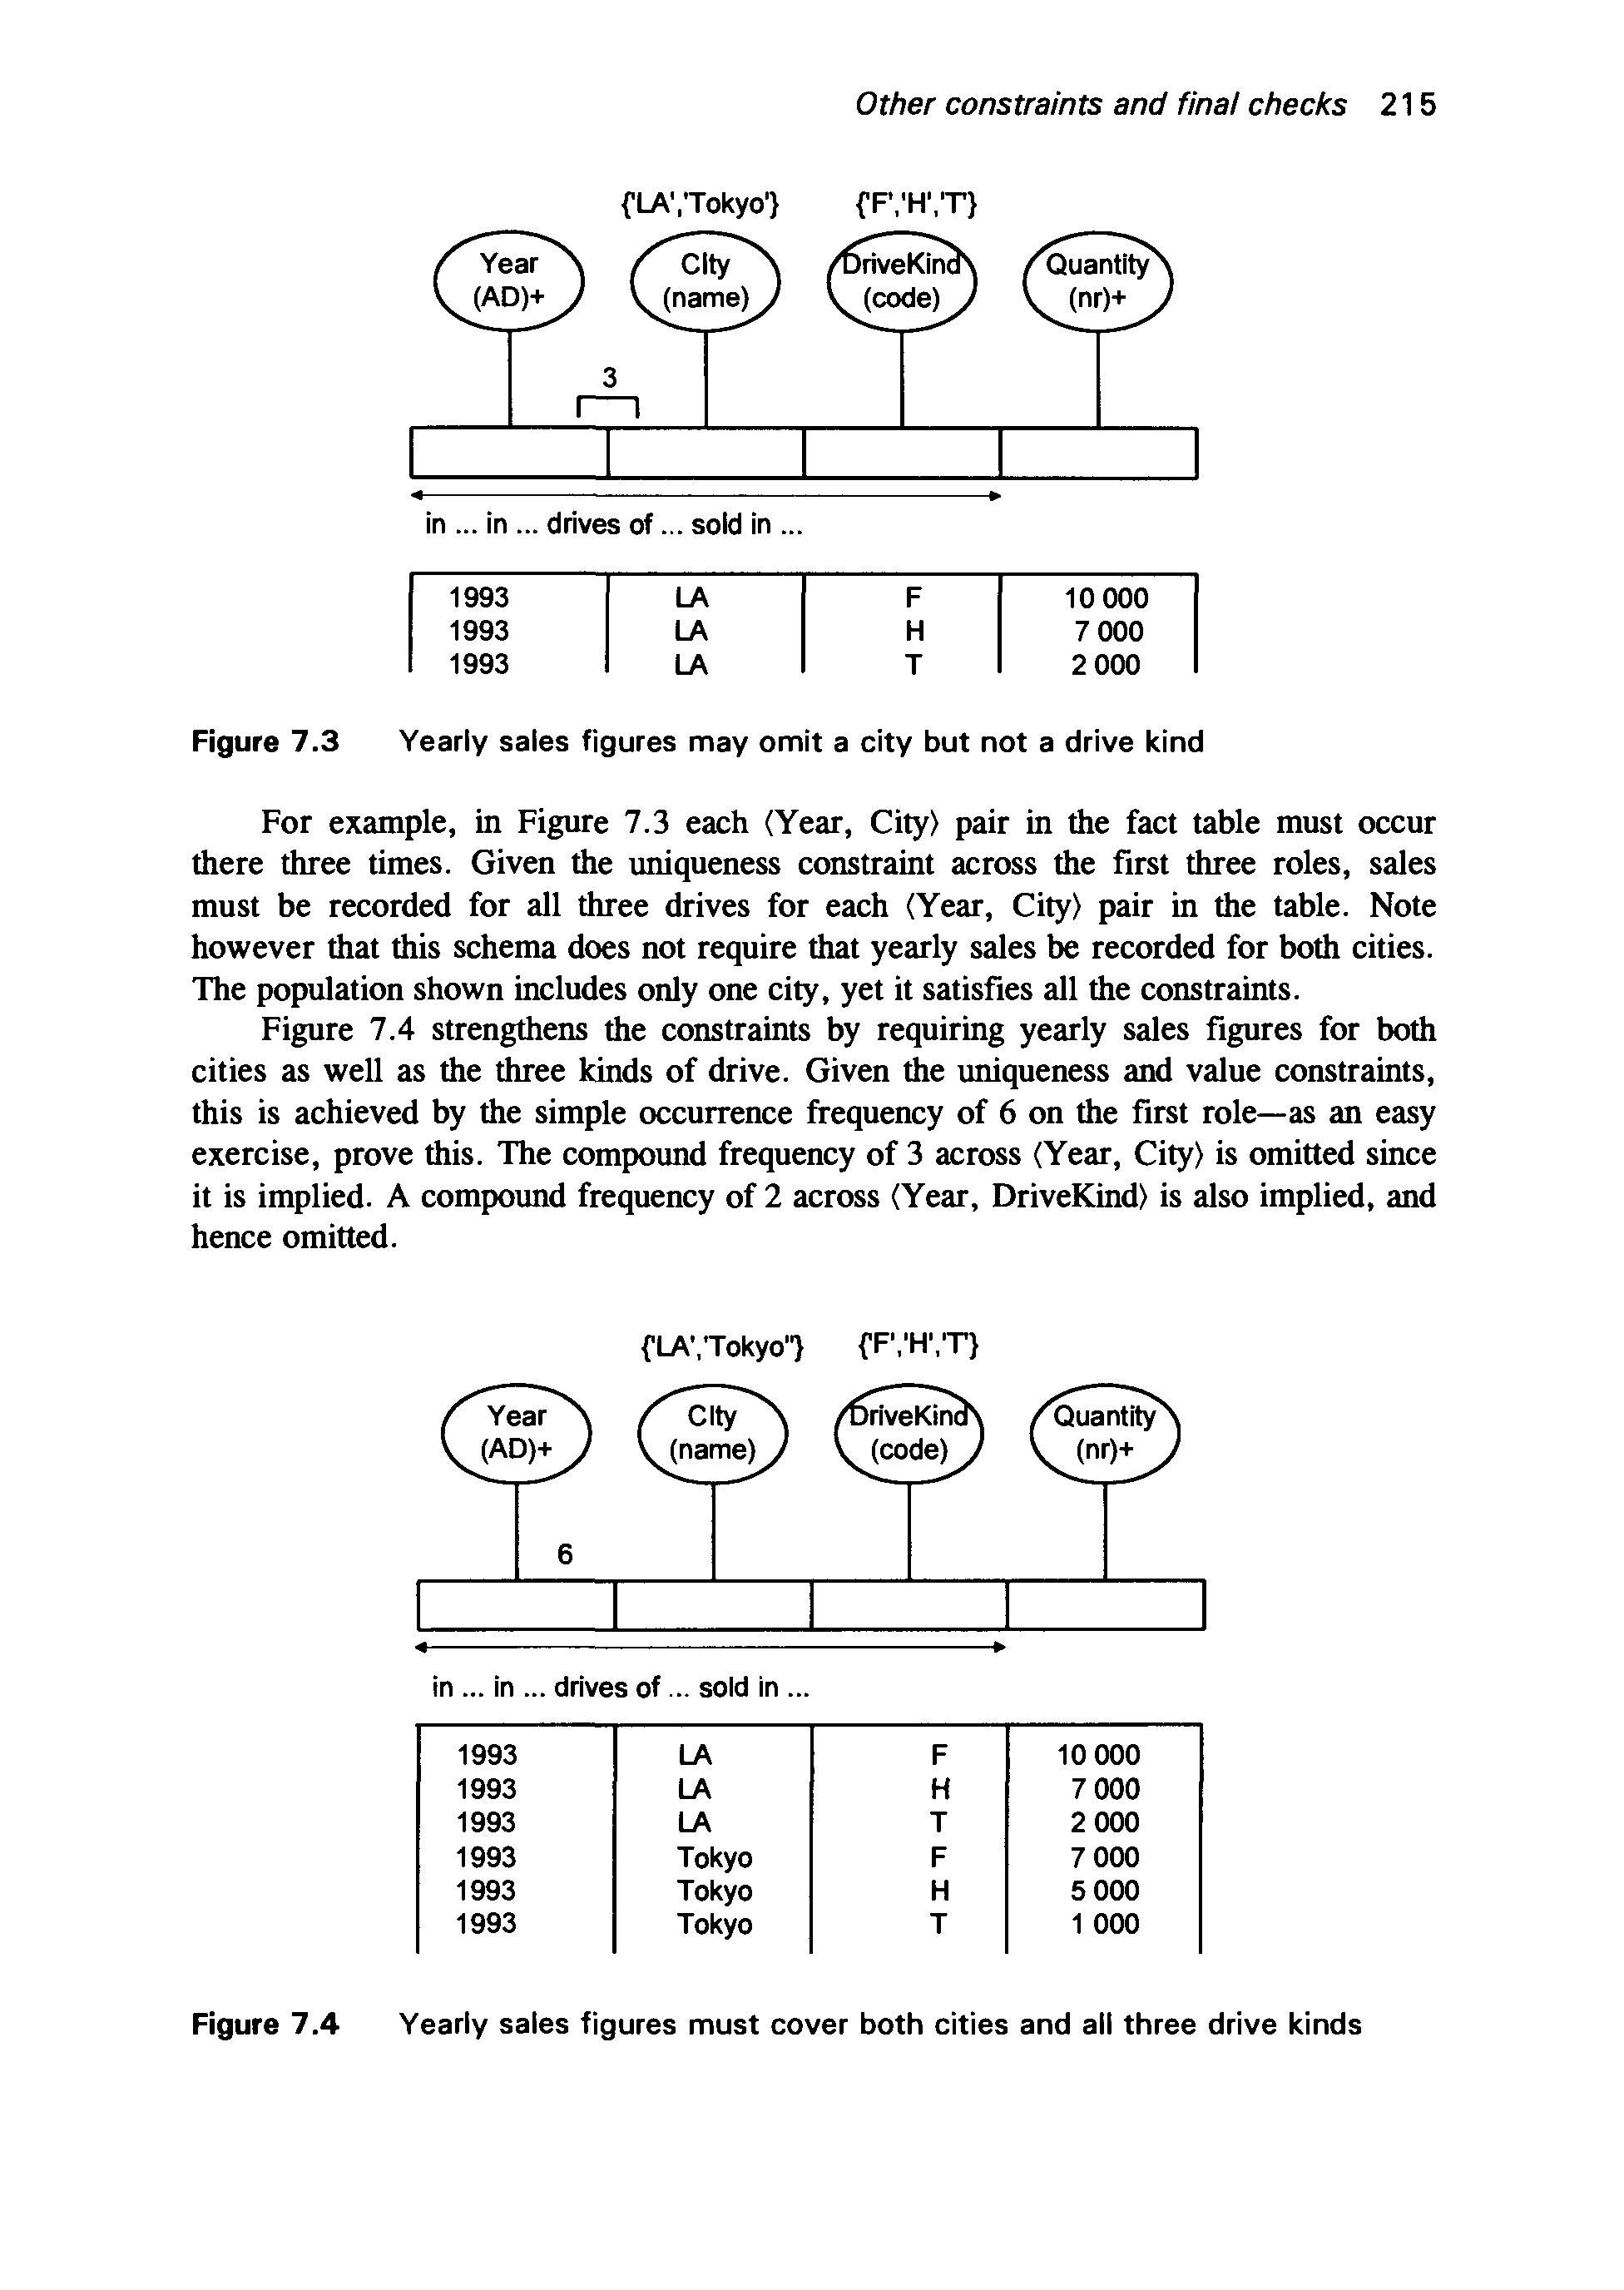 Other constraints and final checks 215
{'LA','Tokyo'} {'F','H','T'}
Year City DriveKind Quantity
(AD)+ (name) (code) (nr)+
3
in ... in ... drives of ... sold in ...
1993 LA F 10 000
1993 LA H 7 000
1993 LA T 2 000
Figure 7.3 Yearly sales figures may omit a city but not a drive kind
For example, in Figure 7.3 each ⟨Year, City⟩ pair in the fact table must occur
there three times. Given the uniqueness constraint across the first three roles, sales
must be recorded for all three drives for each ⟨Year, City⟩ pair in the table. Note
however that this schema does not require that yearly sales be recorded for both cities.
The population shown includes only one city, yet it satisfies all the constraints.
Figure 7.4 strengthens the constraints by requiring yearly sales figures for both
cities as well as the three kinds of drive. Given the uniqueness and value constraints,
this is achieved by the simple occurrence frequency of 6 on the first role—as an easy
exercise, prove this. The compound frequency of 3 across ⟨Year, City⟩ is omitted since
it is implied. A compound frequency of 2 across ⟨Year, DriveKind⟩ is also implied, and
hence omitted.
{'LA','Tokyo''} {'F','H','T'}
Year City DriveKind Quantity
(AD)+ (name) (code) (nr)+
6
in ... in ... drives of ... sold in ...
1993 LA F 10 000
1993 LA H 7 000
1993 LA T 2 000
1993 Tokyo F 7 000
1993 Tokyo H 5 000
1993 Tokyo T 1 000
Figure 7.4 Yearly sales figures must cover both cities and all three drive kinds